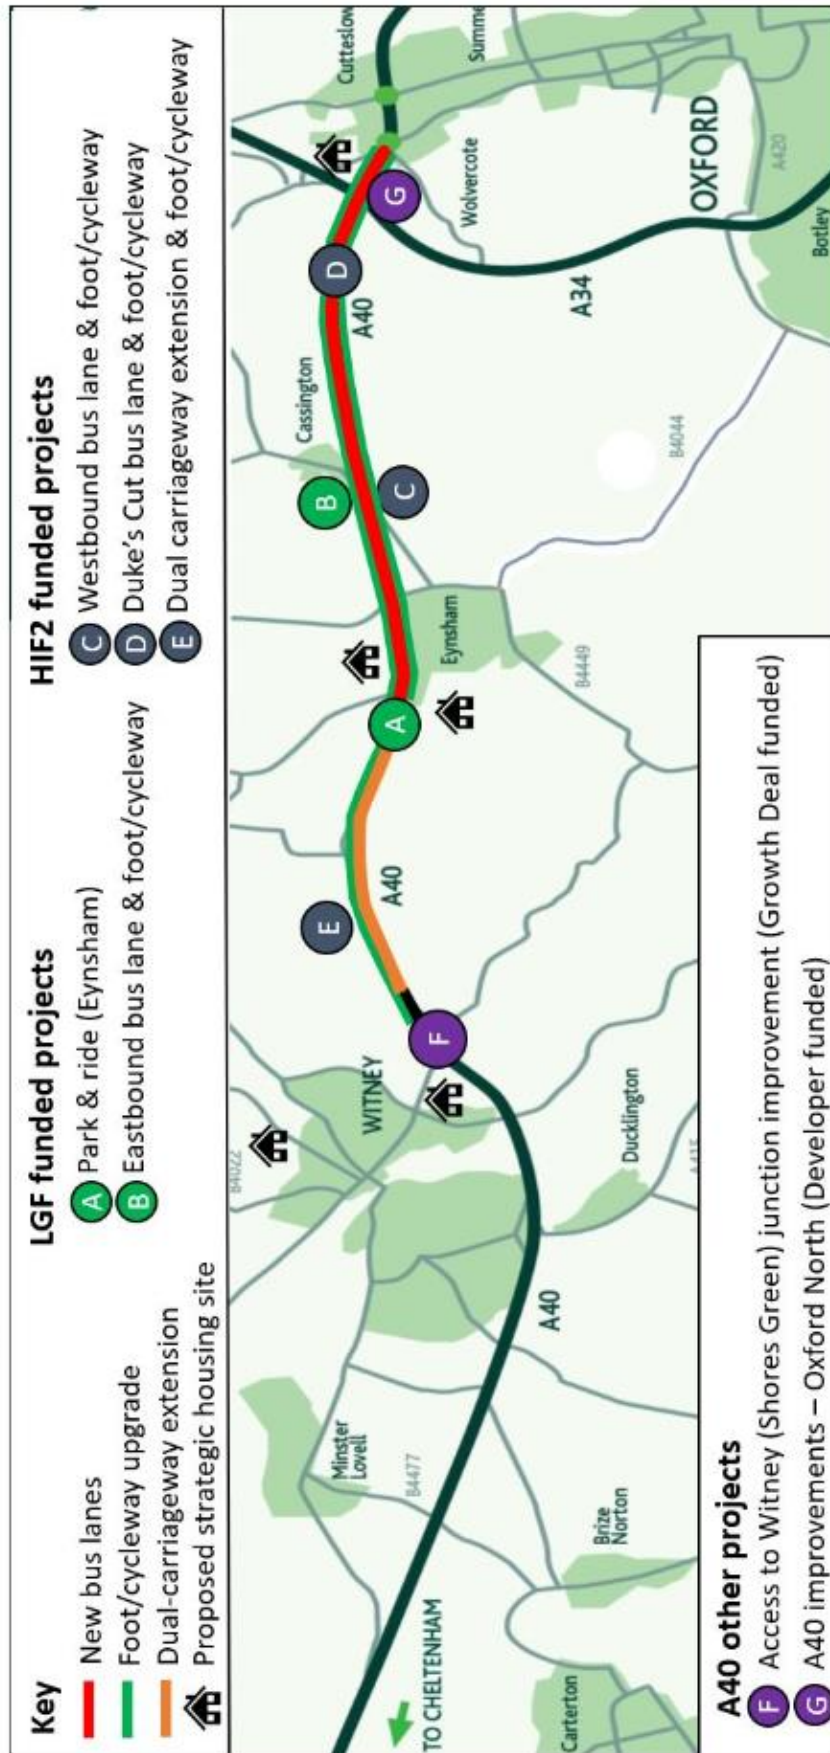 Key
New bus lanes
Foot/cycleway upgrade
Dual-carriageway extension
Proposed strategic housing site
LGF funded projects
A Park & ride (Eynsham)
B Eastbound bus lane & foot/cycleway
HIF2 funded projects
C Westbound bus lane & foot/cycleway
D Duke's Cut bus lane & foot/cycleway
E Dual carriageway extension & foot/cycleway
TO CHELTENHAM
Carterton
Brize
Norton
Minster
Lovell
B4477
A40
B4022
WITNEY
Ducklington
F
E
A40
A
Eynsham
B4449
B
C
Cassington
B4044
A40
D
G
A34
Wolvercote
Cutteslow
Summe
OXFORD
A420
Botley
A40 other projects
F Access to Witney (Shores Green) junction improvement (Growth Deal funded)
G A40 improvements – Oxford North (Developer funded)